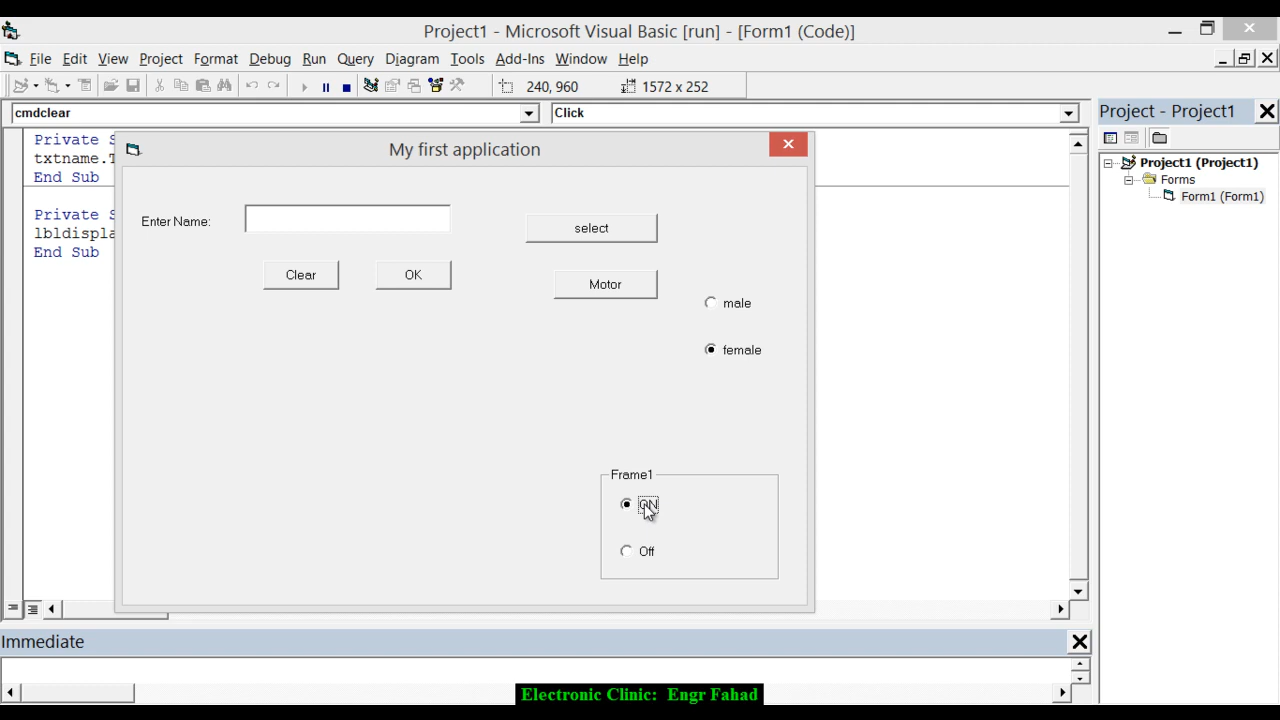 Project1 - Microsoft Visual Basic [run] - [Form1 (Code)]
File Edit View Project Format Debug Run Query Diagram Tools Add-Ins Window Help
240, 960 1572 x 252
cmdclear Click
Project - Project1
Private
txtname.T
End Sub
Private
lbldispla
End Sub
My first application
Enter Name:
select
Clear OK
Motor
male
female
Frame1
ON
Off
Project1 (Project1)
Forms
Form1 (Form1)
Immediate
Electronic Clinic: Engr Fahad